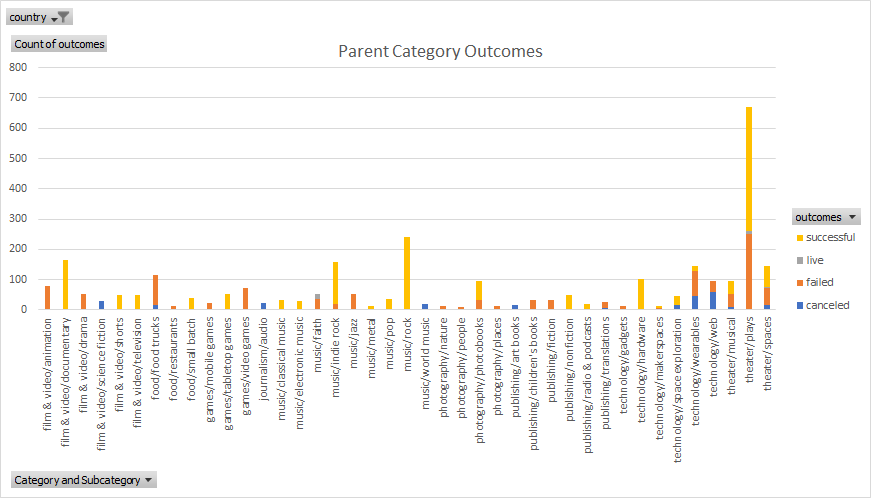 country
Count of outcomes
Parent Category Outcomes
800
700
600
500
400
300
200
100
0
film & video/animation
film & video/documentary
film & video/drama
film & video/science fiction
film & video/shorts
film & video/television
food/food trucks
food/restaurants
food/small batch
games/mobile games
games/tabletop games
games/video games
journalism/audio
music/classical music
music/electronic music
music/faith
music/indie rock
music/jazz
music/metal
music/pop
music/rock
music/world music
photography/nature
photography/people
photography/photobooks
photography/places
publishing/art books
publishing/children's books
publishing/fiction
publishing/nonfiction
publishing/radio & podcasts
publishing/translations
technology/gadgets
technology/hardware
technology/makerspaces
technology/space exploration
technology/wearables
technology/web
theater/musical
theater/plays
theater/spaces
outcomes
successful
live
failed
canceled
Category and Subcategory